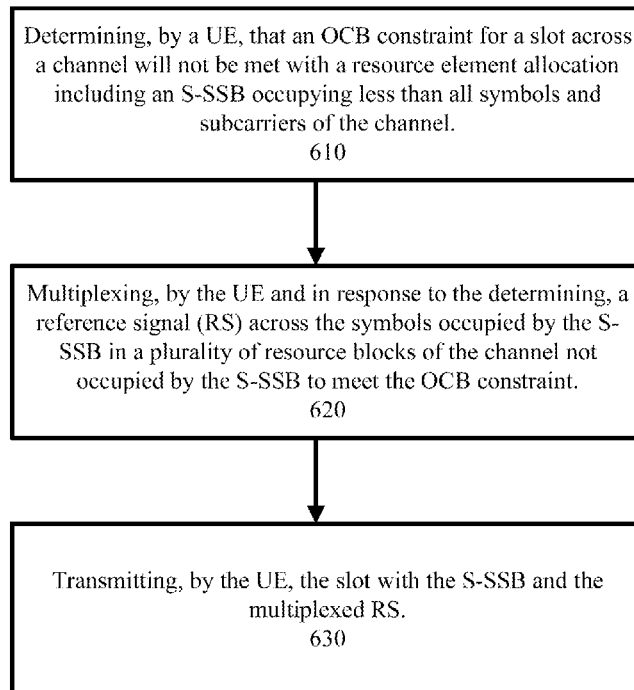 Determining, by a UE, that an OCB constraint for a slot across
a channel will not be met with a resource element allocation
including an S-SSB occupying less than all symbols and
subcarriers of the channel.
610
Multiplexing, by the UE and in response to the determining, a
reference signal (RS) across the symbols occupied by the S-
SSB in a plurality of resource blocks of the channel not
occupied by the S-SSB to meet the OCB constraint.
620
Transmitting, by the UE, the slot with the S-SSB and the
multiplexed RS.
630